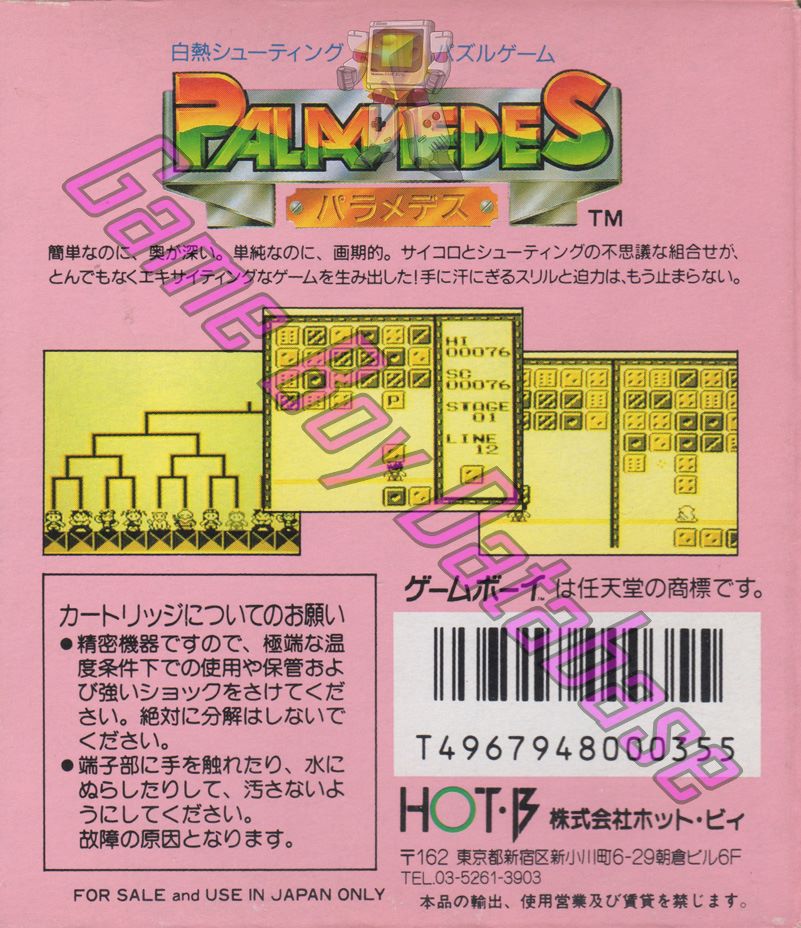 白熱シューティング パズルゲーム
PALAMEDES
パラメデス
TM
簡単なのに、奥が深い。単純なのに、画期的。サイコロとシューティングの不思議な組合せが、
とんでもなくエキサイティングなゲームを生み出した!手に汗にぎるスリルと迫力は、もう止まらない。
HI
00076
SC
00076
STAGE
01
LINE
12
P
カートリッジについてのお願い
●精密機器ですので、極端な温
度条件下での使用や保管およ
び強いショックをさけてくだ
さい。絶対に分解はしないで
ください。
●端子部に手を触れたり、水に
ぬらしたりして、汚さないよ
うにしてください。
故障の原因となります。
FOR SALE and USE IN JAPAN ONLY
ゲームボーイ™は任天堂の商標です。
T4967948000355
HOT・B 株式会社ホット・ビィ
〒162 東京都新宿区新小川町6-29朝倉ビル6F
TEL.03-5261-3903
本品の輸出、使用営業及び賃貸を禁じます。
Game Boy Database